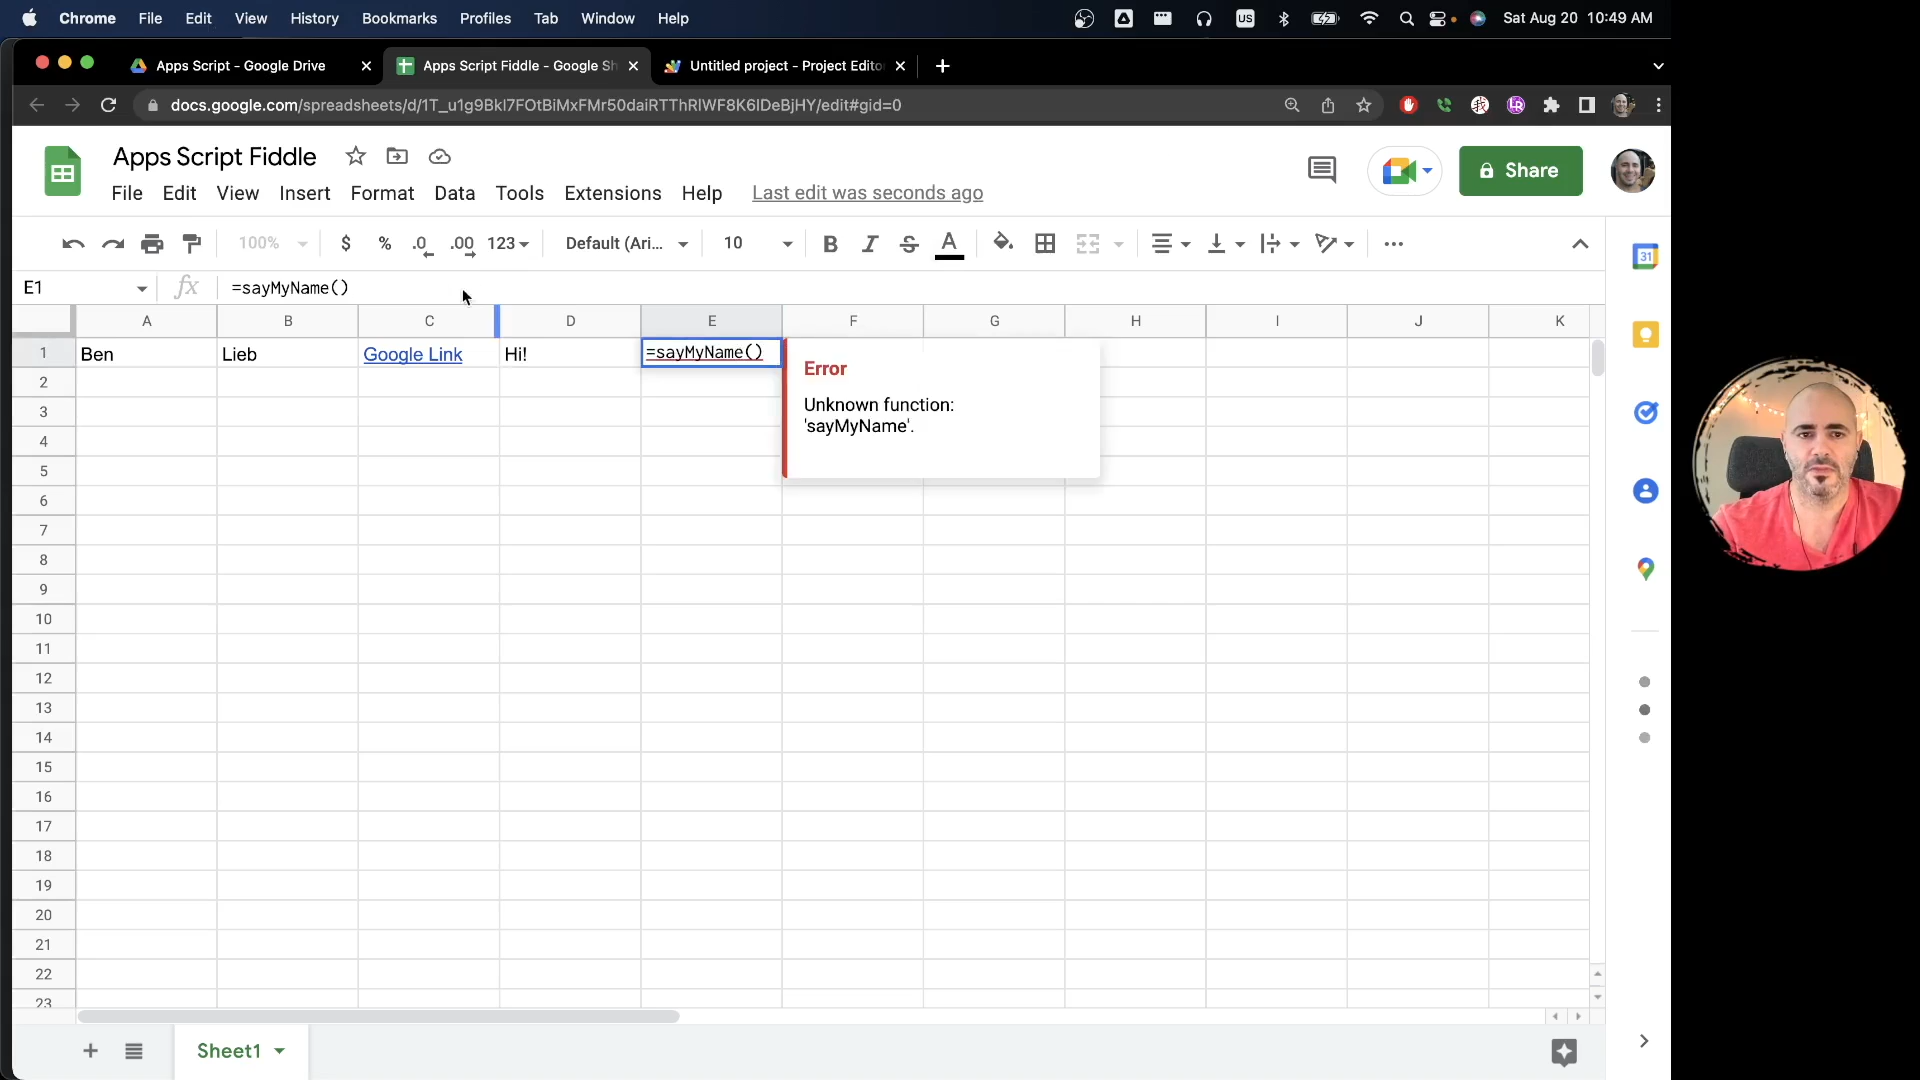 Chrome File Edit View History Bookmarks Profiles Tab Window Help US Sat Aug 20 10:49 AM
Apps Script - Google Drive Apps Script Fiddle - Google Sh Untitled project - Project Edito
docs.google.com/spreadsheets/d/1T_u1g9Bkl7FOtBiMxFMr50daiRTThRlWF8K6IDeBjHY/edit#gid=0
Apps Script Fiddle
Share
File Edit View Insert Format Data Tools Extensions Help Last edit was seconds ago
100% $ % .0 .00 123 Default (Ari... 10 B I S A
31
E1 fx =sayMyName()
A B C D E F G H I J K
1 Ben Lieb Google Link Hi! =sayMyName()
Error
Unknown function:
'sayMyName'.
2
3
4
5
6
7
8
9
10
11
12
13
14
15
16
17
18
19
20
21
22
23
Sheet1